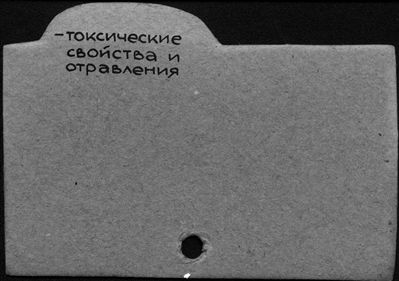 -токсические
свойства и
отравления